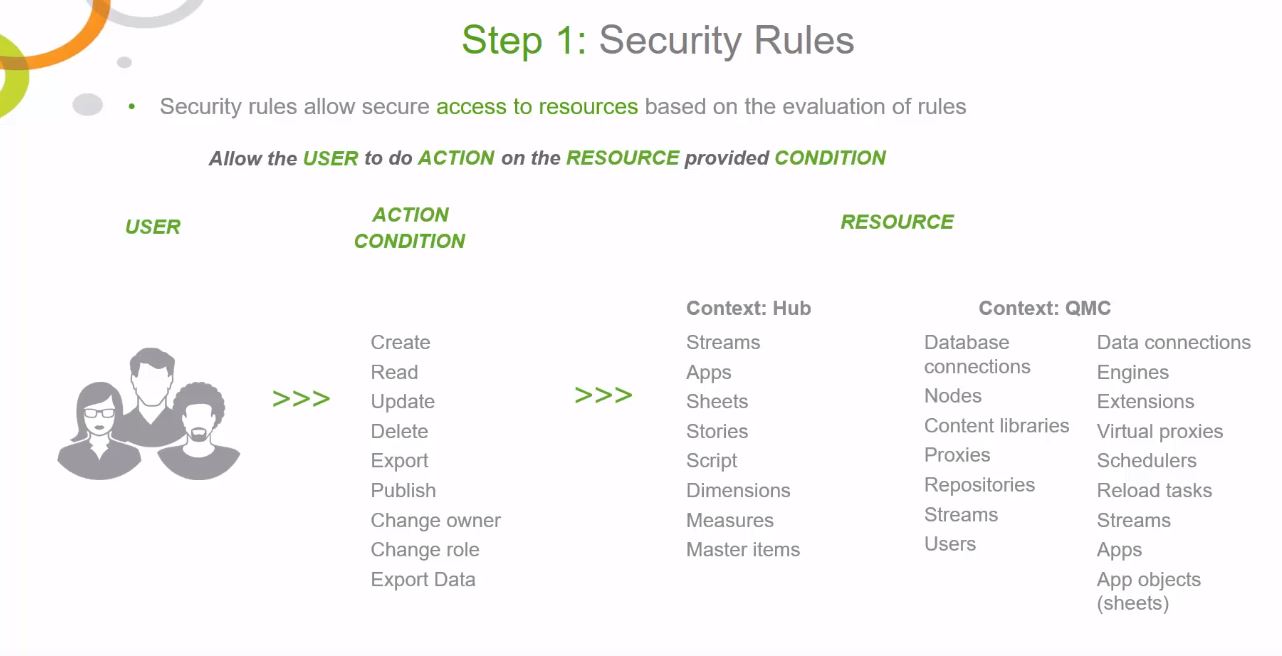 Step 1: Security Rules
• Security rules allow secure access to resources based on the evaluation of rules
Allow the USER to do ACTION on the RESOURCE provided CONDITION
USER
ACTION
CONDITION
RESOURCE
>>>
Create
Read
Update
Delete
Export
Publish
Change owner
Change role
Export Data
>>>
Context: Hub
Streams
Apps
Sheets
Stories
Script
Dimensions
Measures
Master items
Context: QMC
Database
connections
Nodes
Content libraries
Proxies
Repositories
Streams
Users
Data connections
Engines
Extensions
Virtual proxies
Schedulers
Reload tasks
Streams
Apps
App objects
(sheets)